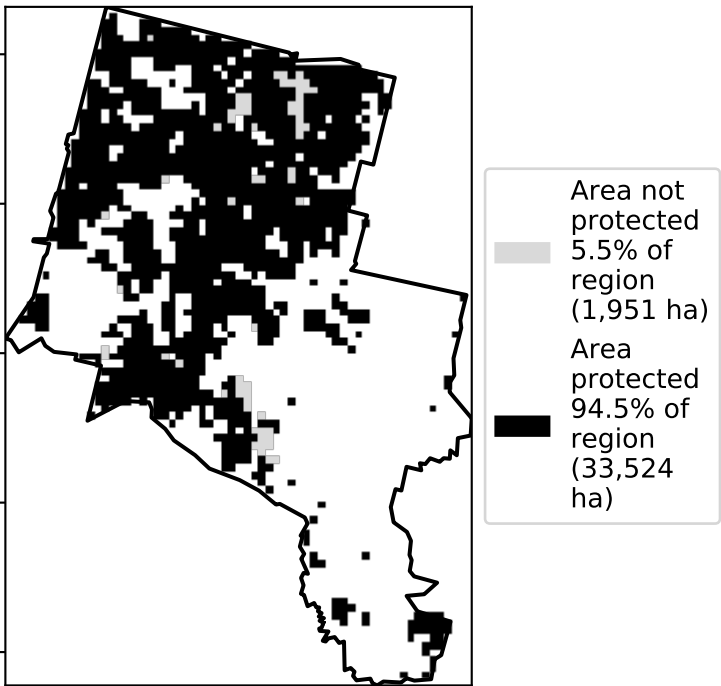 Area not
protected
5.5% of
region
(1,951 ha)
Area
protected
94.5% of
region
(33,524
ha)